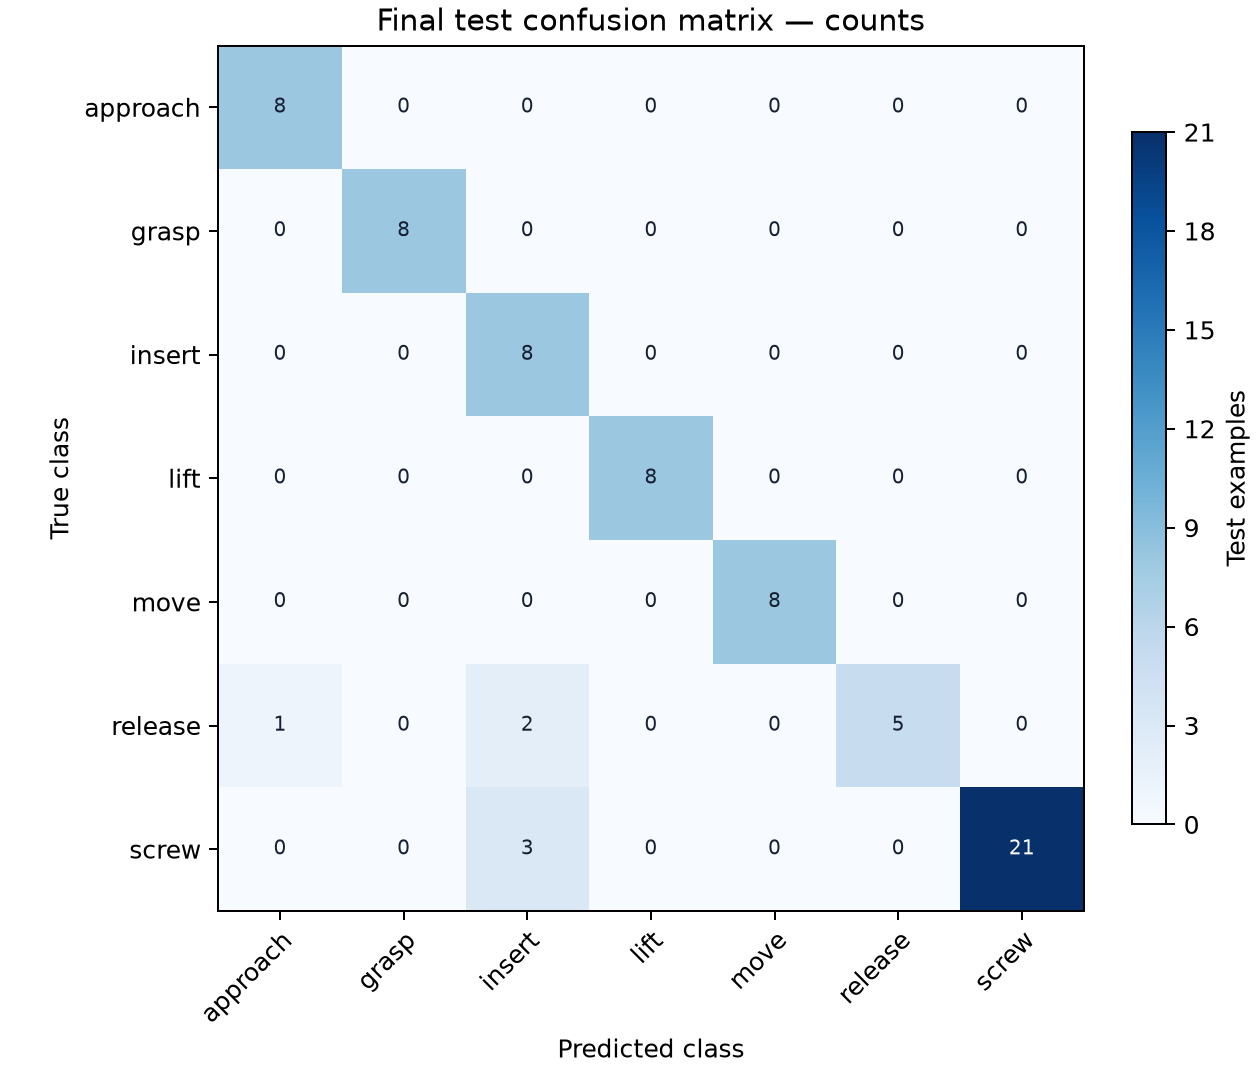 Final test confusion matrix — counts
approach 8 0 0 0 0 0 0
grasp 0 8 0 0 0 0 0
insert 0 0 8 0 0 0 0
lift 0 0 0 8 0 0 0
move 0 0 0 0 8 0 0
release 1 0 2 0 0 5 0
screw 0 0 3 0 0 0 21
approach grasp insert lift move release screw
Predicted class
True class
21
18
15
12
9
6
3
0
Test examples